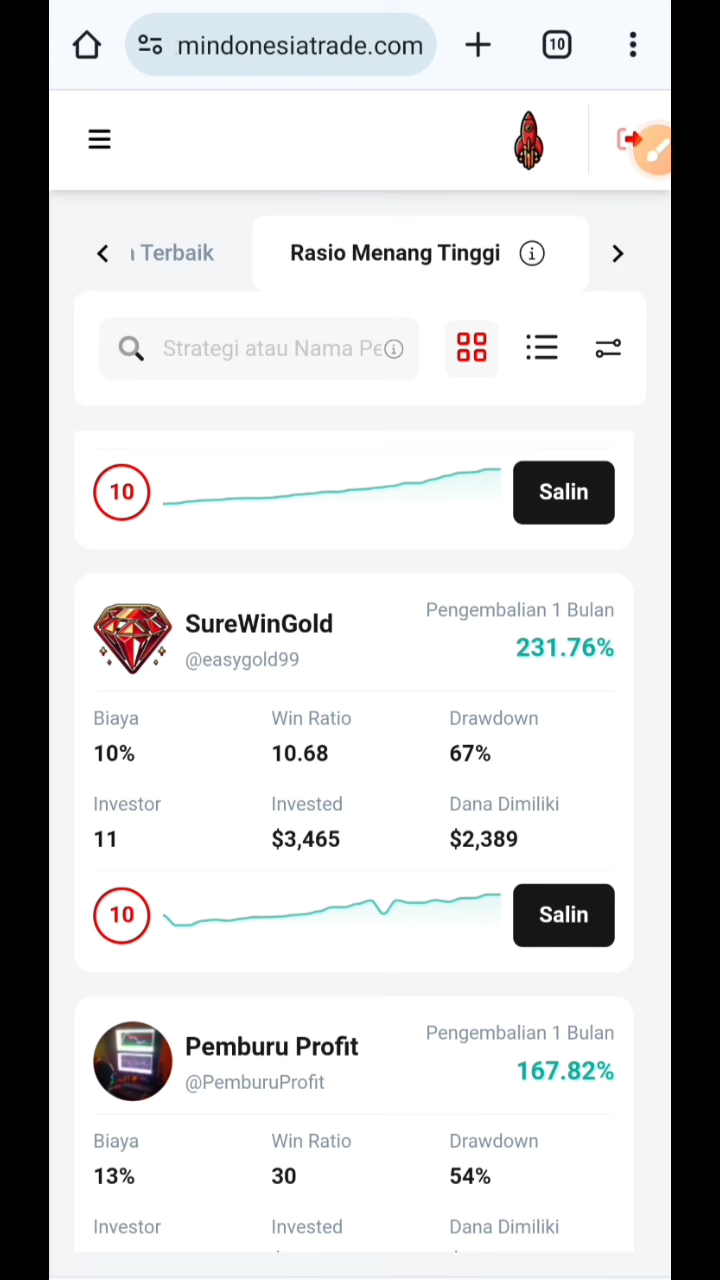 mindonesiatrade.com
10
Terbaik
Rasio Menang Tinggi
Strategi atau Nama Pe
10
Salin
SureWinGold
@easygold99
Pengembalian 1 Bulan
231.76%
Biaya
Win Ratio
Drawdown
10%
10.68
67%
Investor
Invested
Dana Dimiliki
11
$3,465
$2,389
10
Salin
Pemburu Profit
@PemburuProfit
Pengembalian 1 Bulan
167.82%
Biaya
Win Ratio
Drawdown
13%
30
54%
Investor
Invested
Dana Dimiliki